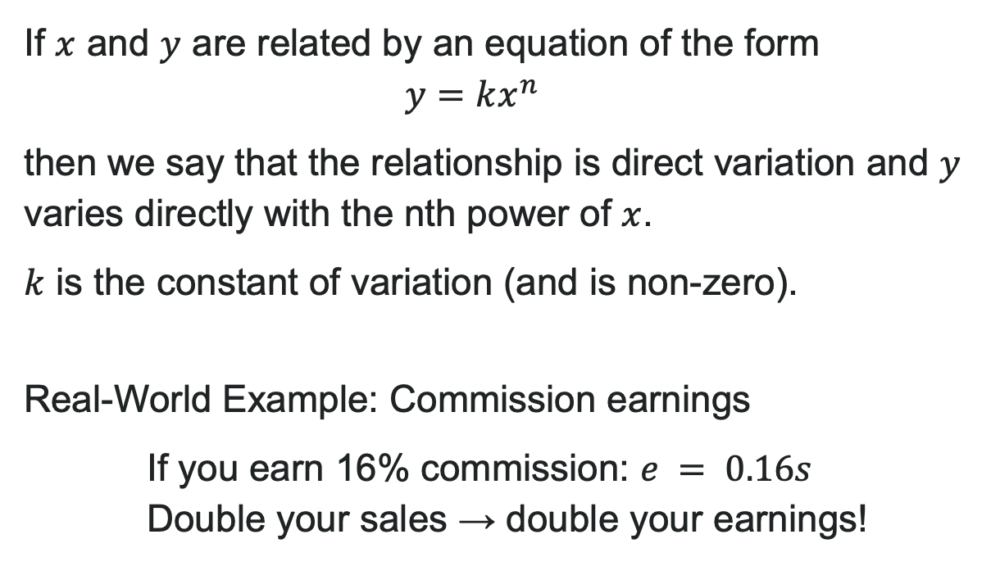 If x and y are related by an equation of the form
y = kxⁿ
then we say that the relationship is direct variation and y
varies directly with the nth power of x.
k is the constant of variation (and is non-zero).
Real-World Example: Commission earnings
If you earn 16% commission: e = 0.16s
Double your sales → double your earnings!